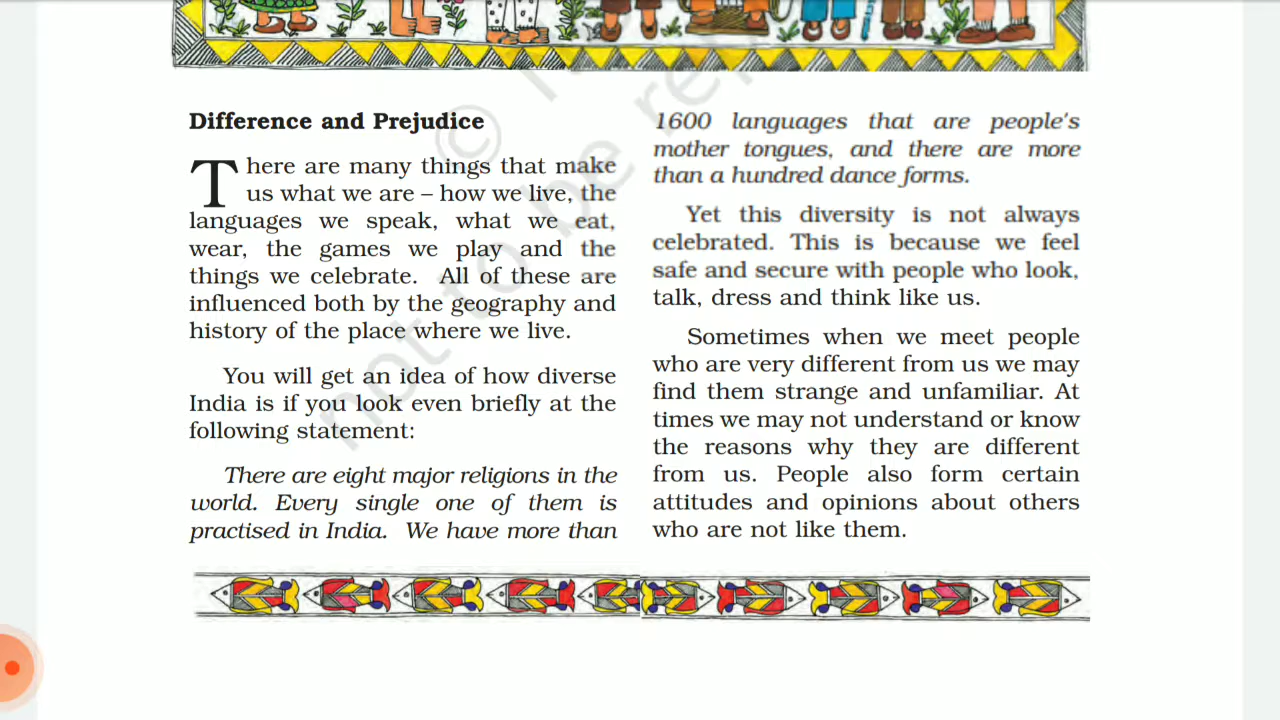 Difference and Prejudice
There are many things that make
us what we are – how we live, the
languages we speak, what we eat,
wear, the games we play and the
things we celebrate. All of these are
influenced both by the geography and
history of the place where we live.
You will get an idea of how diverse
India is if you look even briefly at the
following statement:
There are eight major religions in the
world. Every single one of them is
practised in India. We have more than
1600 languages that are people's
mother tongues, and there are more
than a hundred dance forms.
Yet this diversity is not always
celebrated. This is because we feel
safe and secure with people who look,
talk, dress and think like us.
Sometimes when we meet people
who are very different from us we may
find them strange and unfamiliar. At
times we may not understand or know
the reasons why they are different
from us. People also form certain
attitudes and opinions about others
who are not like them.
©
not to be